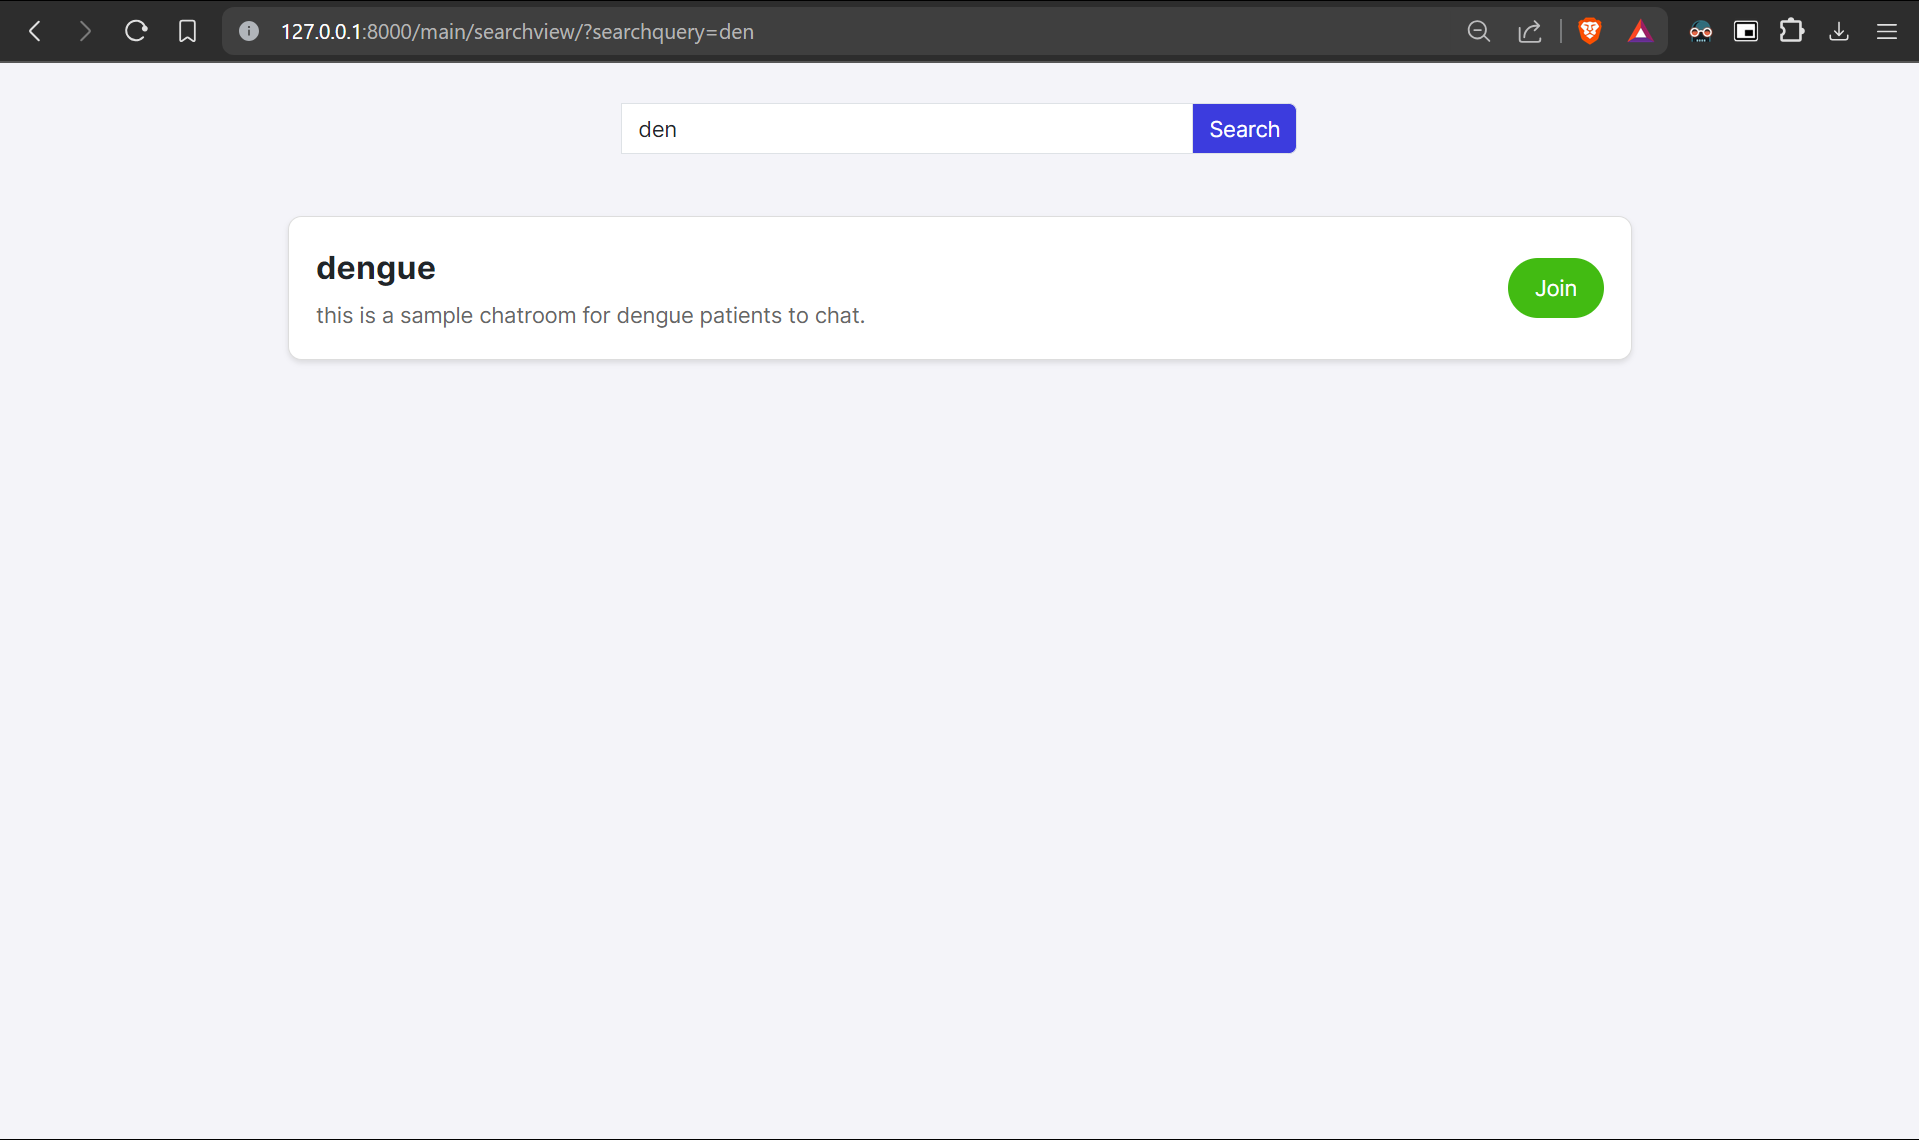 127.0.0.1:8000/main/searchview/?searchquery=den
den
Search
dengue
this is a sample chatroom for dengue patients to chat.
Join